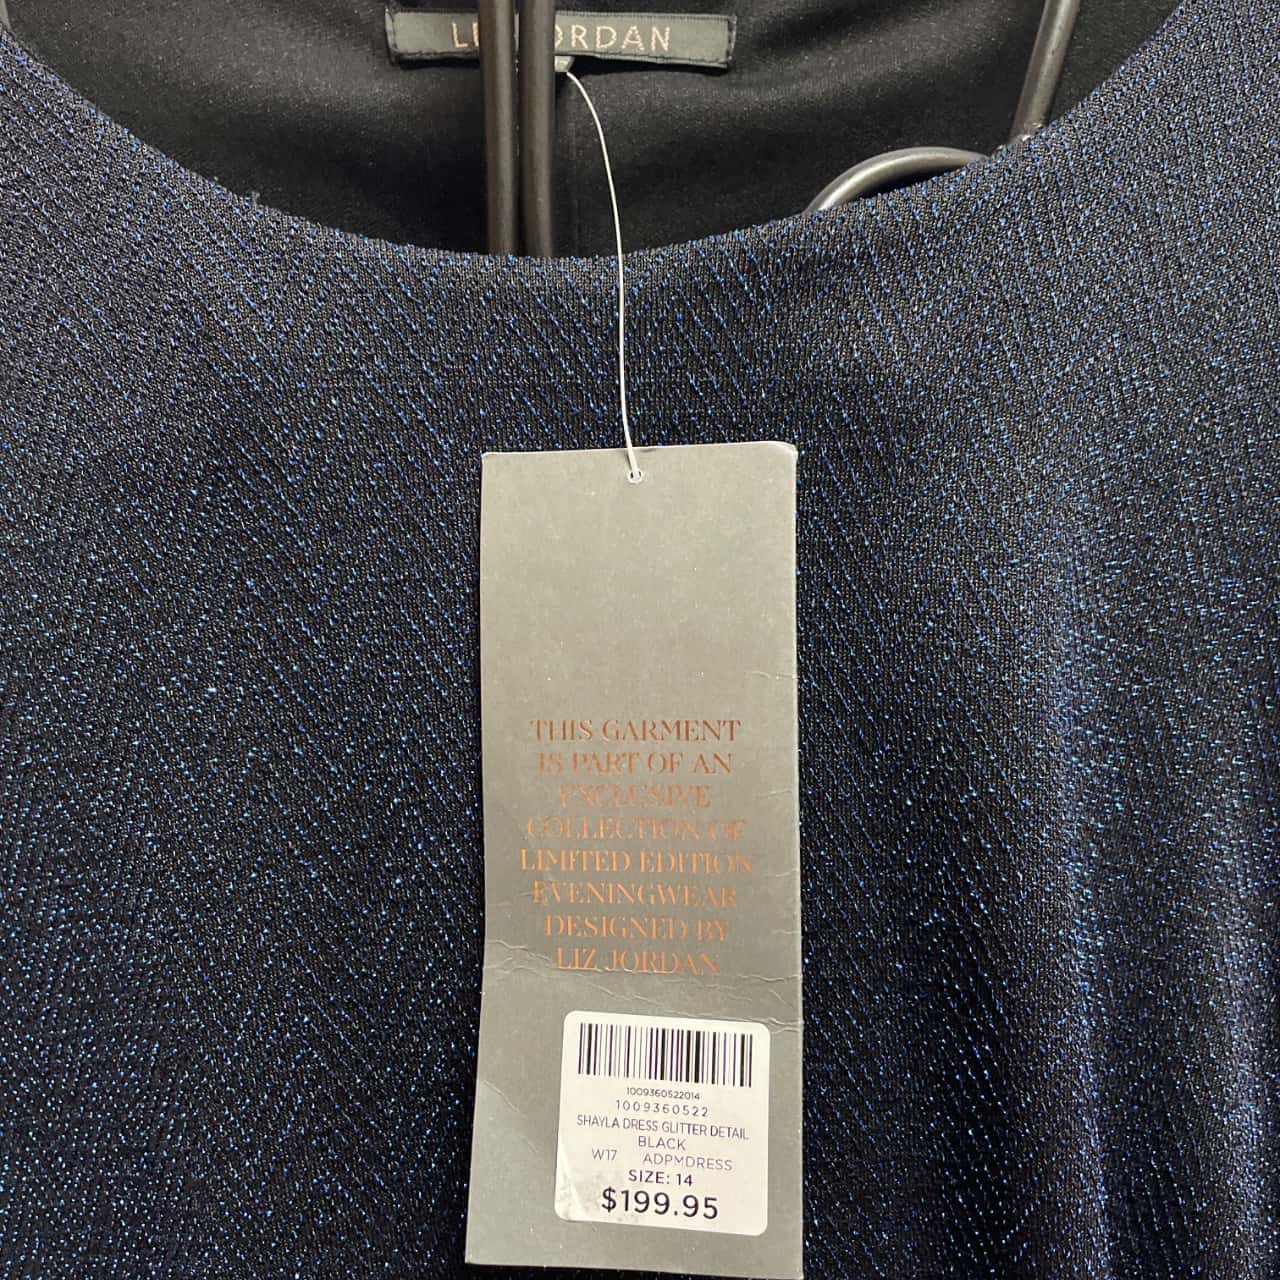 JORDAN
THIS GARMENT
IS PART OF AN
EXCLUSIVE
COLLECTION OF
LIMITED EDITION
EVENINGWEAR
DESIGNED BY
LIZ JORDAN
1009360522014
1009360522
SHAYLA DRESS GLITTER DETAIL
BLACK
W17 ADPMDRESS
SIZE: 14
$199.95